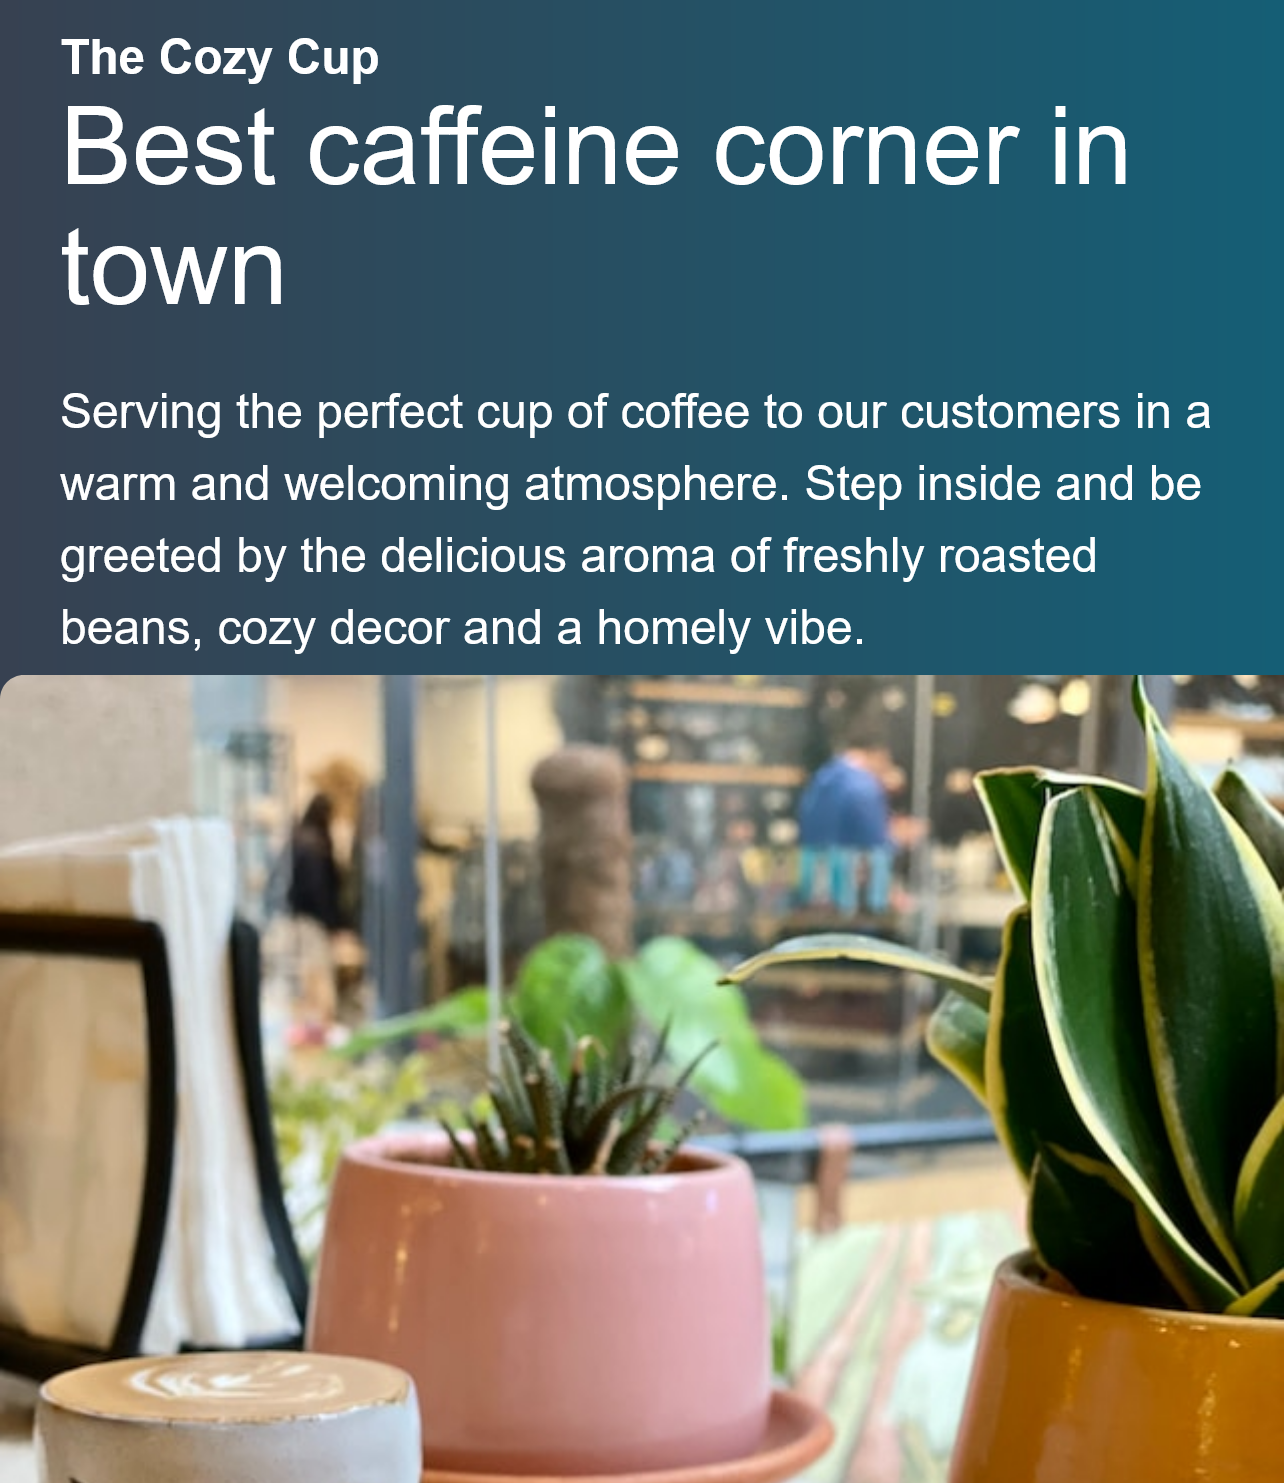 The Cozy Cup
Best caffeine corner in
town
Serving the perfect cup of coffee to our customers in a
warm and welcoming atmosphere. Step inside and be
greeted by the delicious aroma of freshly roasted
beans, cozy decor and a homely vibe.